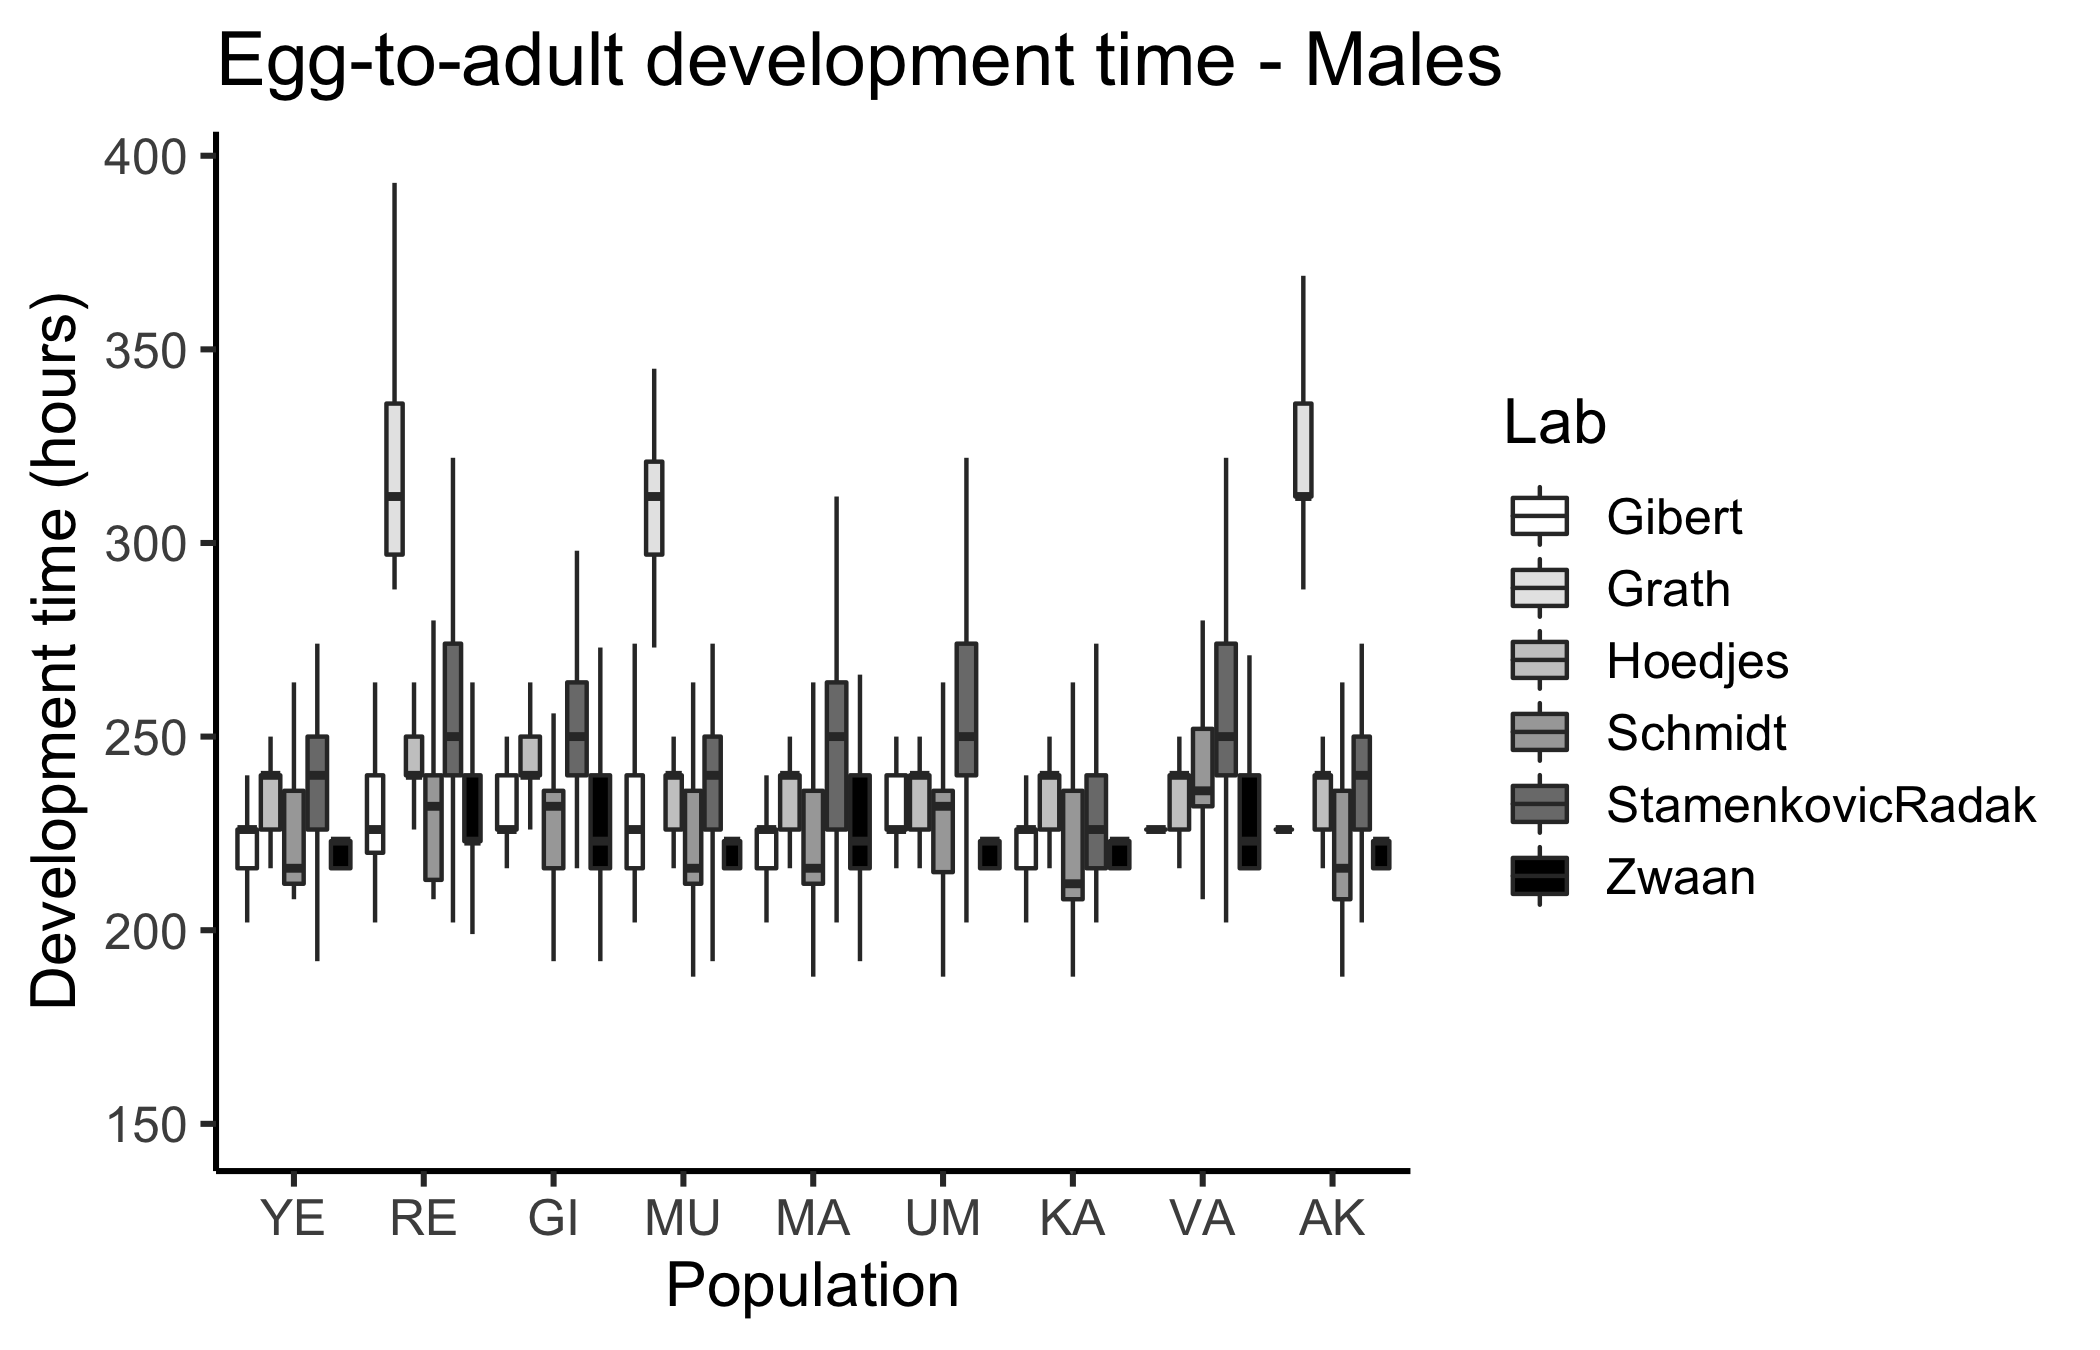 Egg-to-adult development time - Males
Development time (hours)
400
350
300
250
200
150
YE RE GI MU MA UM KA VA AK
Population
Lab
Gibert
Grath
Hoedjes
Schmidt
StamenkovicRadak
Zwaan